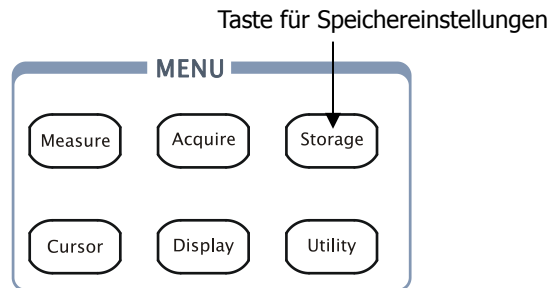 Taste für Speichereinstellungen
MENU
Measure Acquire Storage
Cursor Display Utility